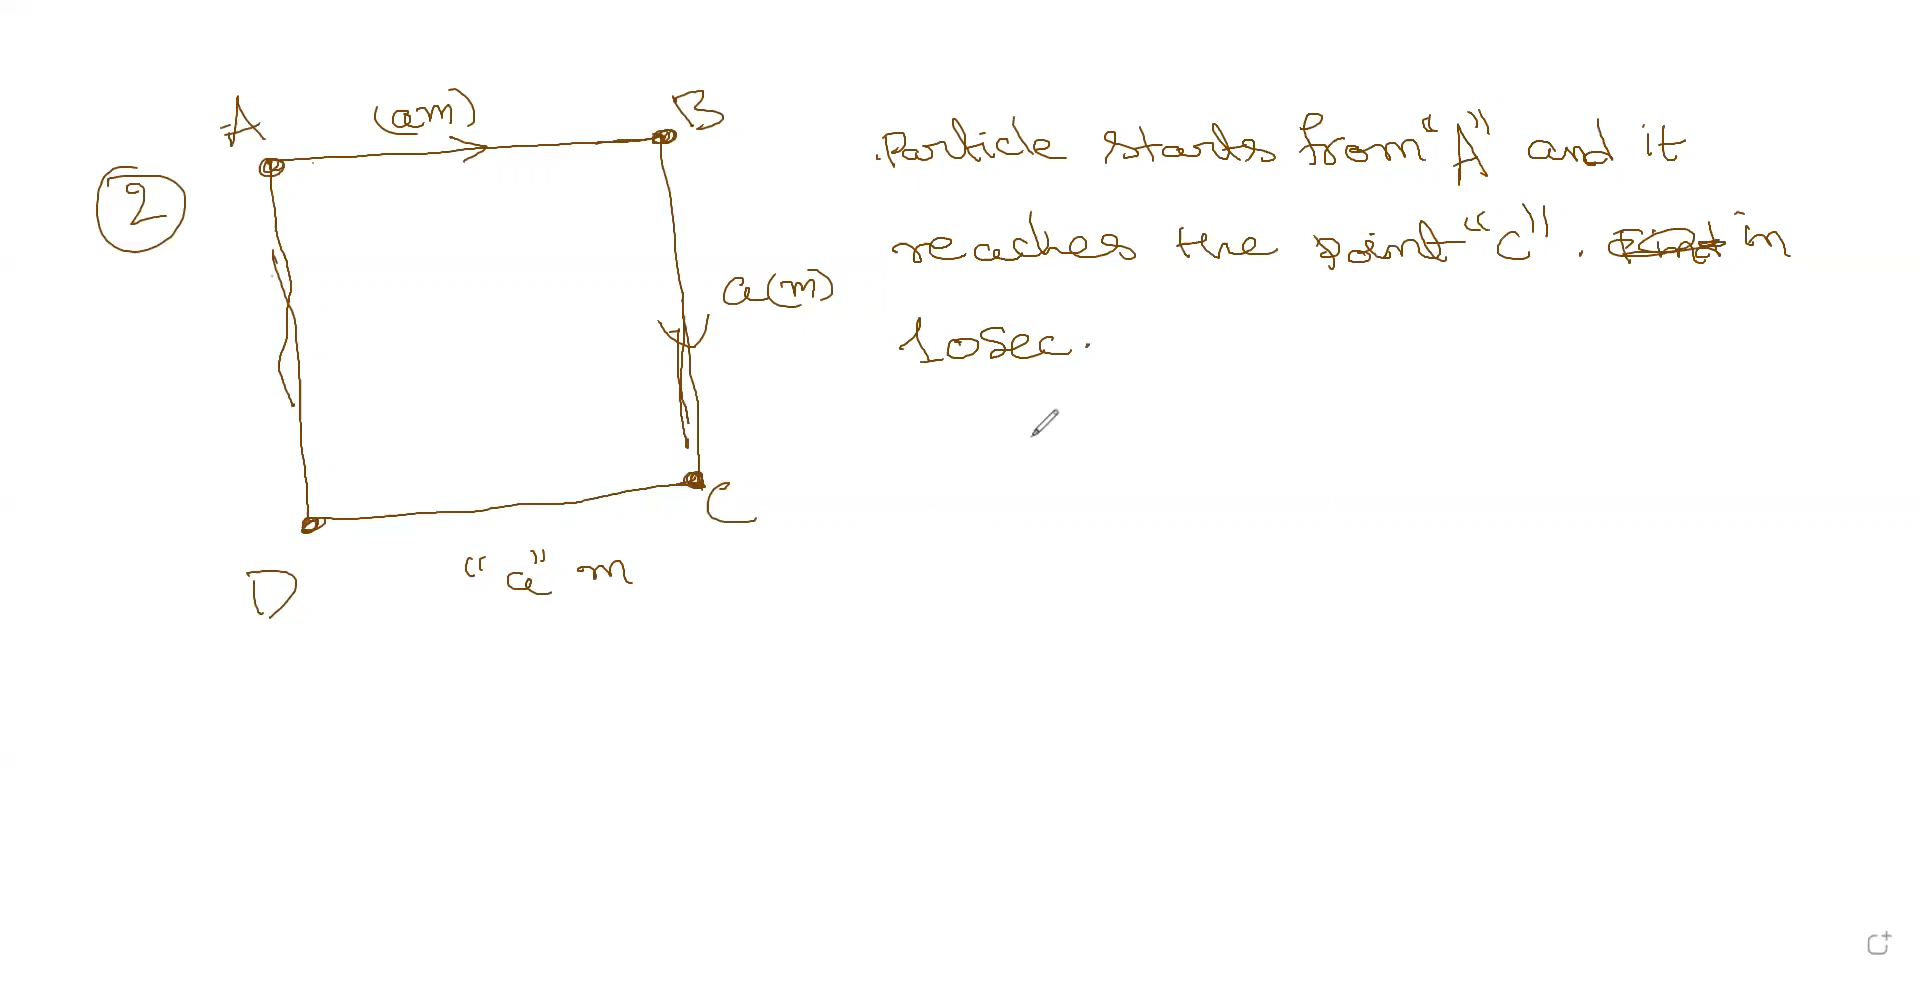 A
(am)
B
2
a(m)
C
"a" m
D
Particle starts from "A" and it
reaches the point "C". in
10sec.